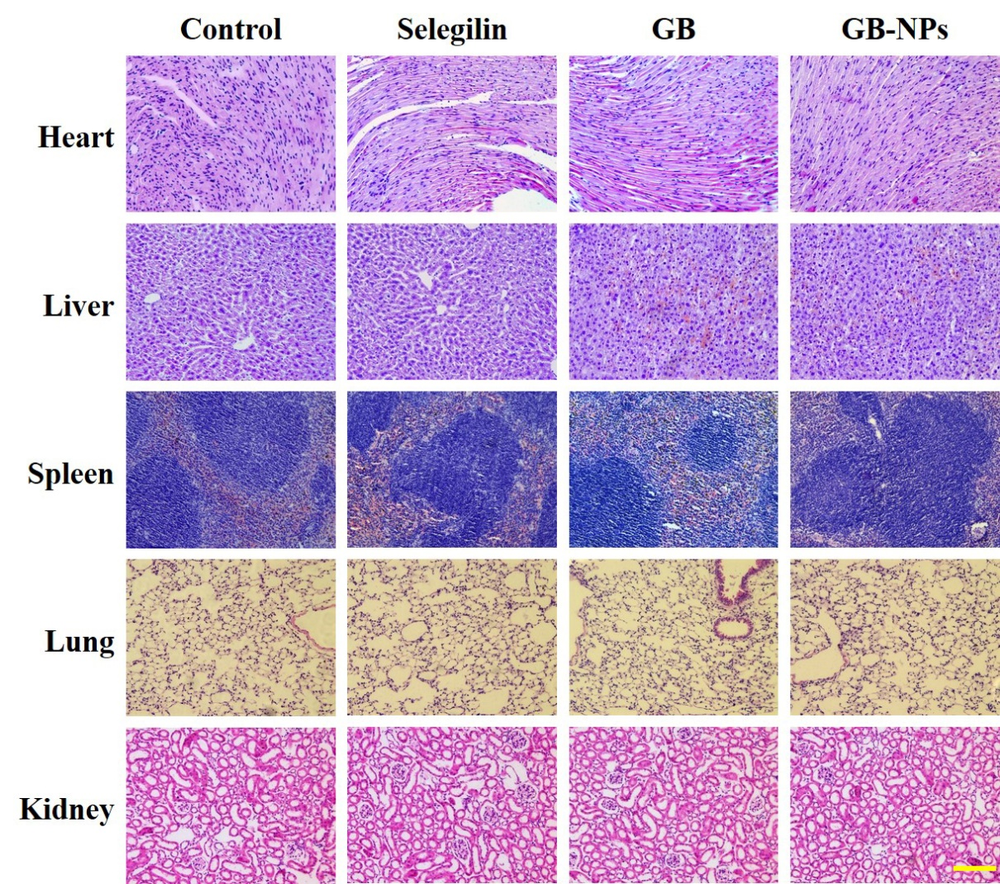 Control Selegilin GB GB-NPs
Heart
Liver
Spleen
Lung
Kidney